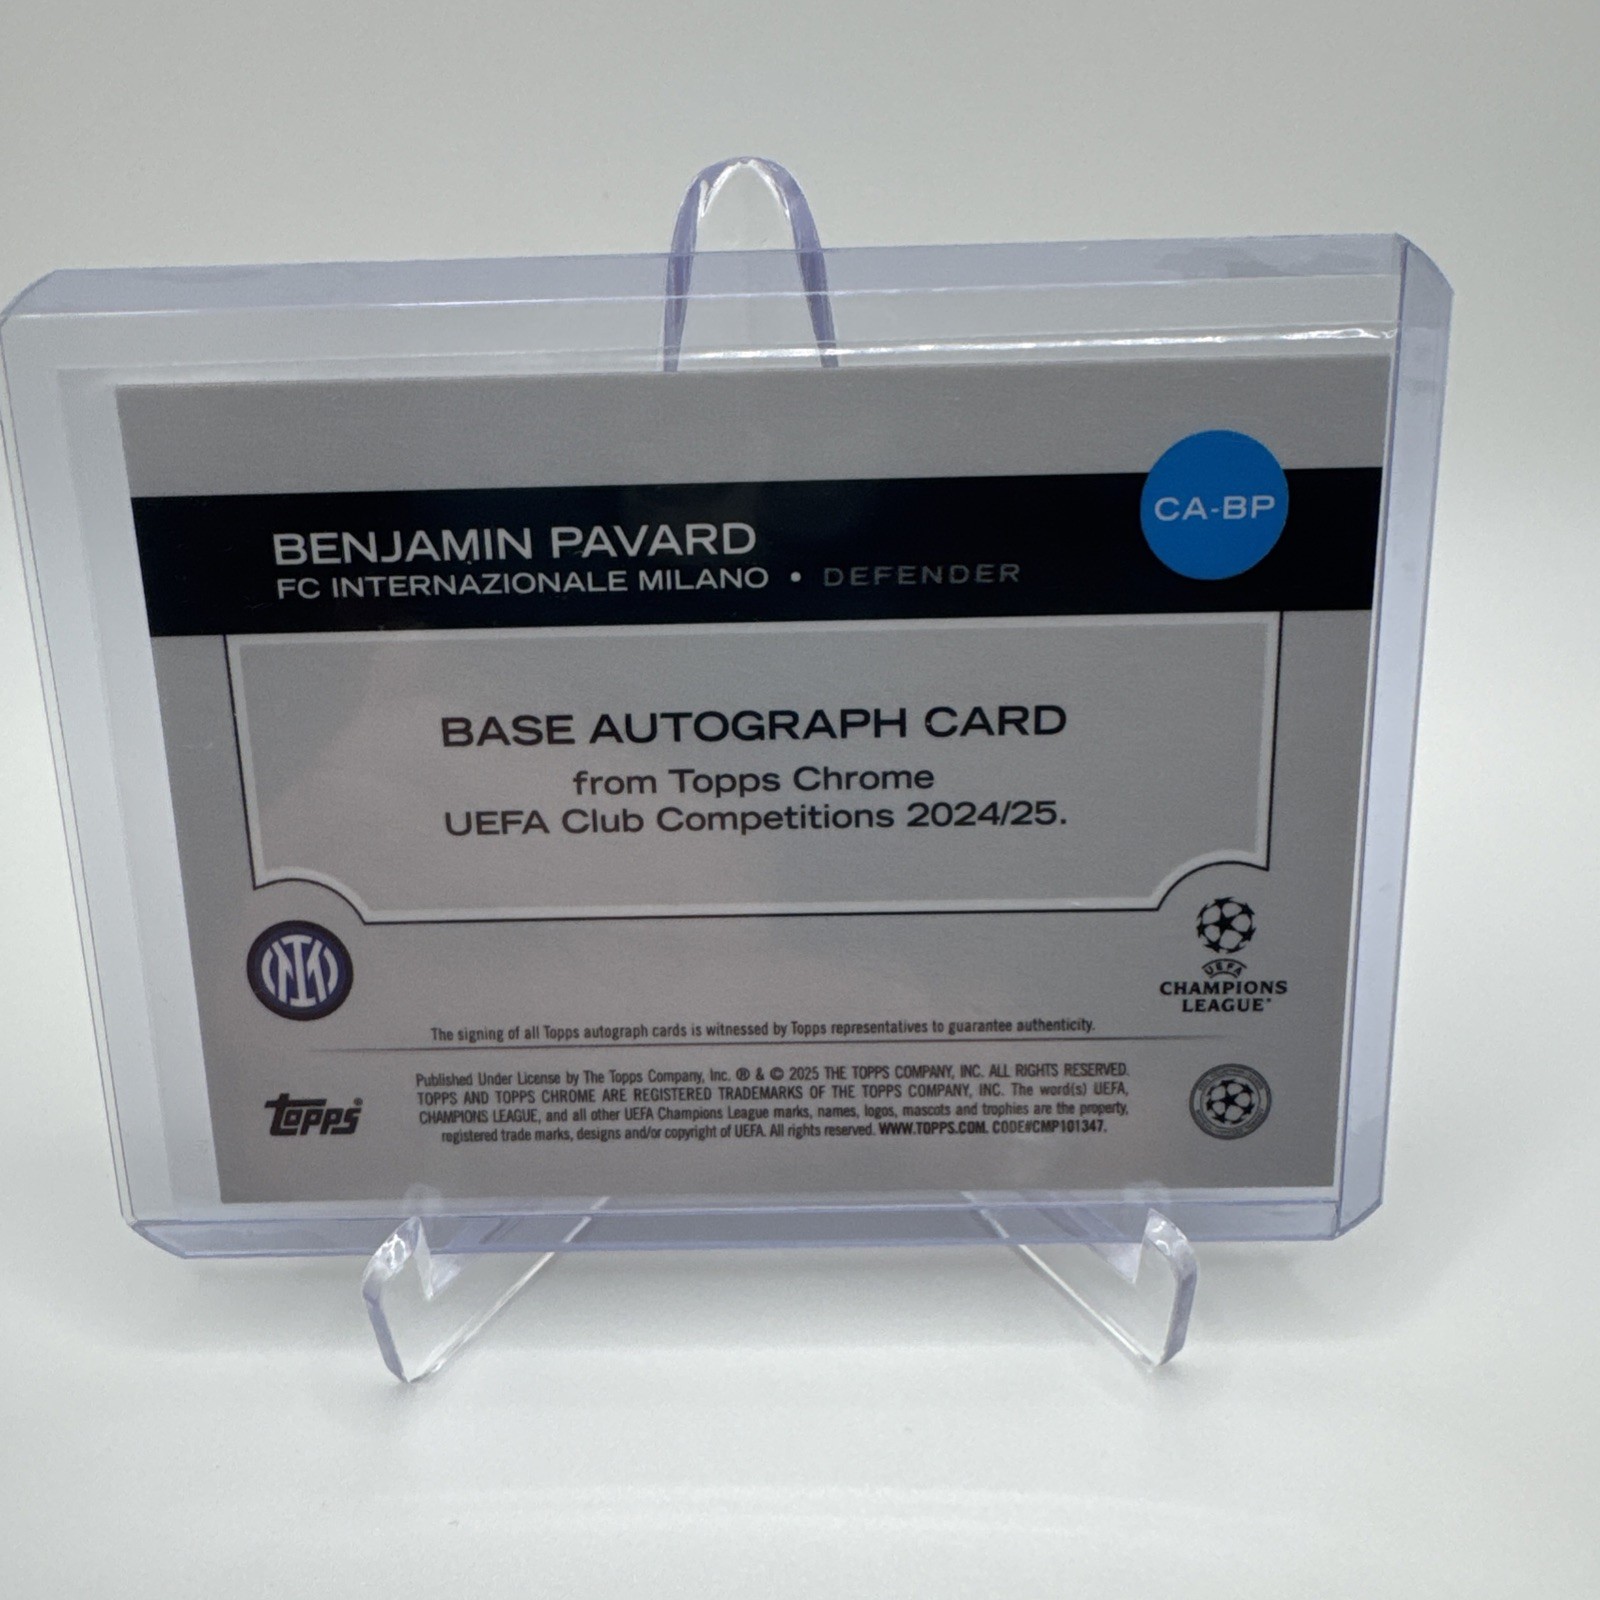 CA-BP
BENJAMIN PAVARD
FC INTERNAZIONALE MILANO • DEFENDER
BASE AUTOGRAPH CARD
from Topps Chrome
UEFA Club Competitions 2024/25.
UEFA
CHAMPIONS
LEAGUE
The signing of all Topps autograph cards is witnessed by Topps representatives to guarantee authenticity.
topps
Published Under License by The Topps Company, Inc. ® & © 2025 THE TOPPS COMPANY, INC. ALL RIGHTS RESERVED.
TOPPS AND TOPPS CHROME ARE REGISTERED TRADEMARKS OF THE TOPPS COMPANY, INC. The word(s) UEFA,
CHAMPIONS LEAGUE, and all other UEFA Champions League marks, names, logos, mascots and trophies are the property,
registered trade marks, designs and/or copyright of UEFA. All rights reserved. WWW.TOPPS.COM. CODE#CMP101347.